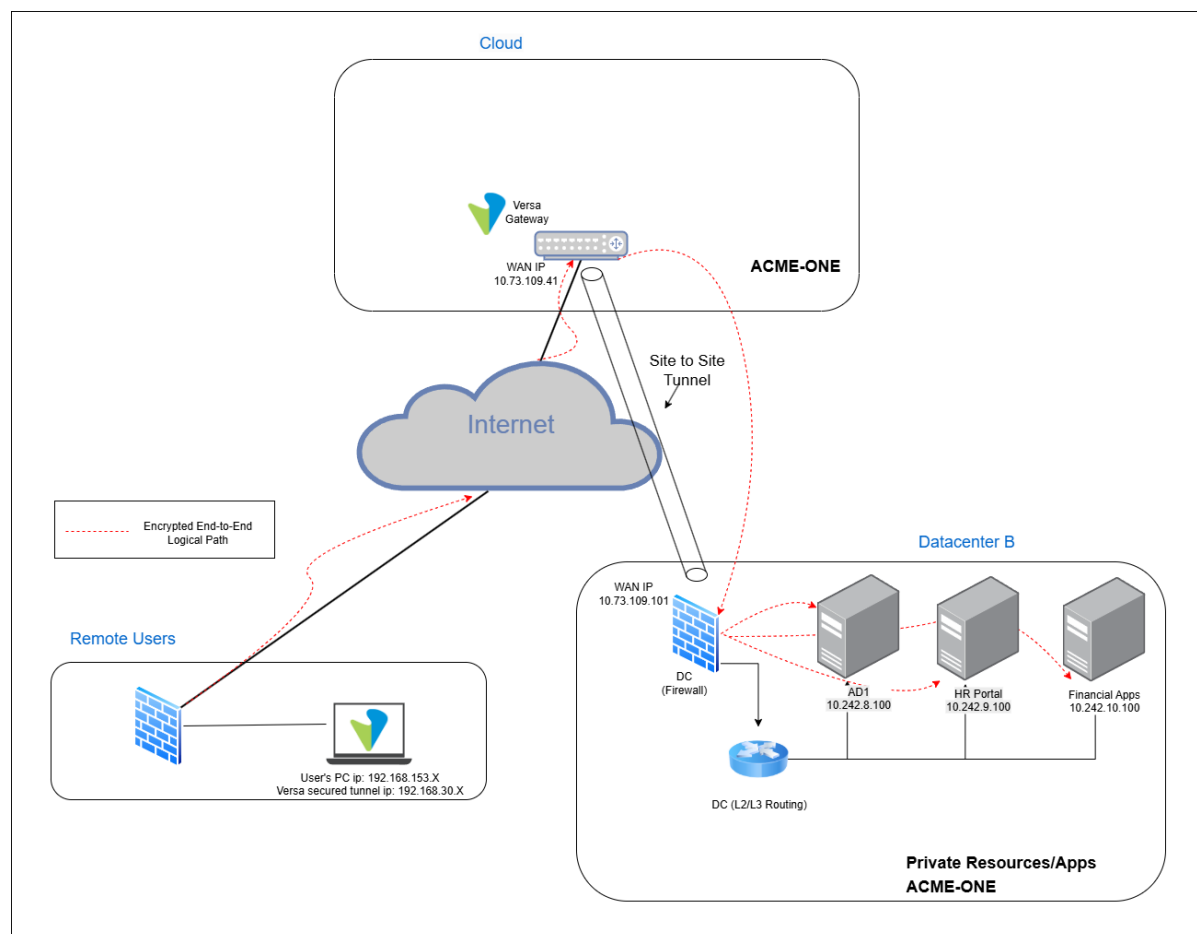 Cloud
Versa
Gateway
WAN IP
10.73.109.41
ACME-ONE
Site to Site
Tunnel
Internet
Encrypted End-to-End
Logical Path
Datacenter B
WAN IP
10.73.109.101
Remote Users
DC
(Firewall)
AD1
10.242.8.100
HR Portal
10.242.9.100
Financial Apps
10.242.10.100
User's PC ip: 192.168.153.X
Versa secured tunnel ip: 192.168.30.X
DC (L2/L3 Routing)
Private Resources/Apps
ACME-ONE